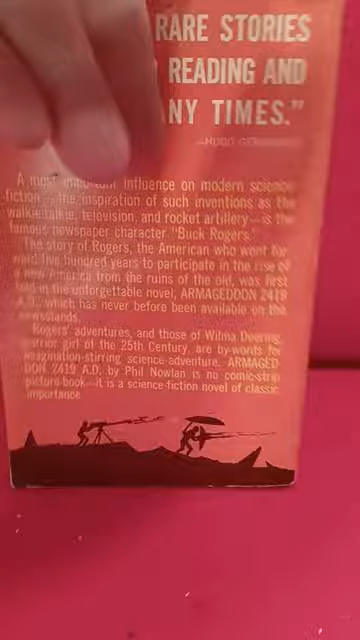 RARE STORIES
READING AND
ANY TIMES."
—HUGO GERNSBACK
A most important influence on modern science
fiction—the inspiration of such inventions as the
walkie-talkie, television, and rocket artillery—is the
famous newspaper character "Buck Rogers."
The story of Rogers, the American who went for-
ward five hundred years to participate in the rise of
a new America from the ruins of the old, was first
told in the unforgettable novel, ARMAGEDDON 2419
A.D., which has never before been available on the
newsstands.
Rogers' adventures, and those of Wilma Deering,
warrior girl of the 25th Century, are by-words for
imagination-stirring science-adventure. ARMAGED-
DON 2419 A.D. by Phil Nowlan is no comic-strip
picture-book—it is a science-fiction novel of classic
importance.